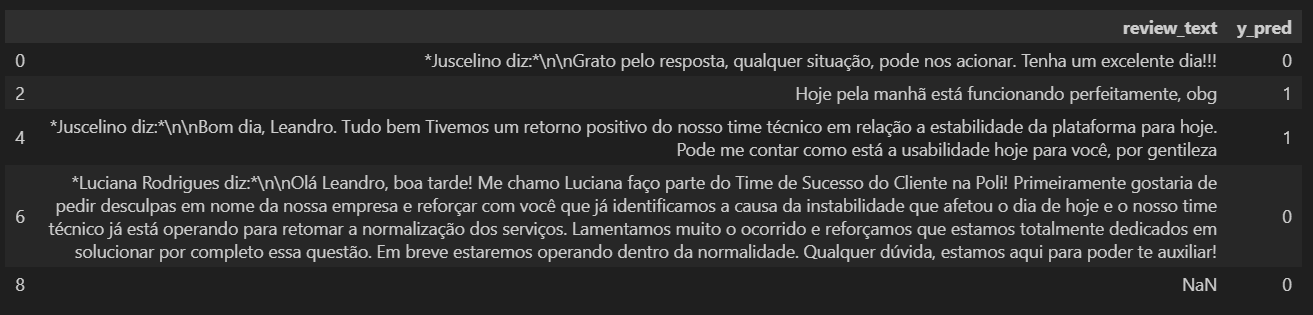 review_text y_pred
0 *Juscelino diz:*\n\nGrato pelo resposta, qualquer situação, pode nos acionar. Tenha um excelente dia!!! 0
2 Hoje pela manhã está funcionando perfeitamente, obg 1
*Juscelino diz:*\n\nBom dia, Leandro. Tudo bem Tivemos um retorno positivo do nosso time técnico em relação a estabilidade da plataforma para hoje.
4 1
Pode me contar como está a usabilidade hoje para você, por gentileza
*Luciana Rodrigues diz:*\n\nOlá Leandro, boa tarde! Me chamo Luciana faço parte do Time de Sucesso do Cliente na Poli! Primeiramente gostaria de
pedir desculpas em nome da nossa empresa e reforçar com você que já identificamos a causa da instabilidade que afetou o dia de hoje e o nosso time
6 0
técnico já está operando para retomar a normalização dos serviços. Lamentamos muito o ocorrido e reforçamos que estamos totalmente dedicados em
solucionar por completo essa questão. Em breve estaremos operando dentro da normalidade. Qualquer dúvida, estamos aqui para poder te auxiliar!
8 NaN 0